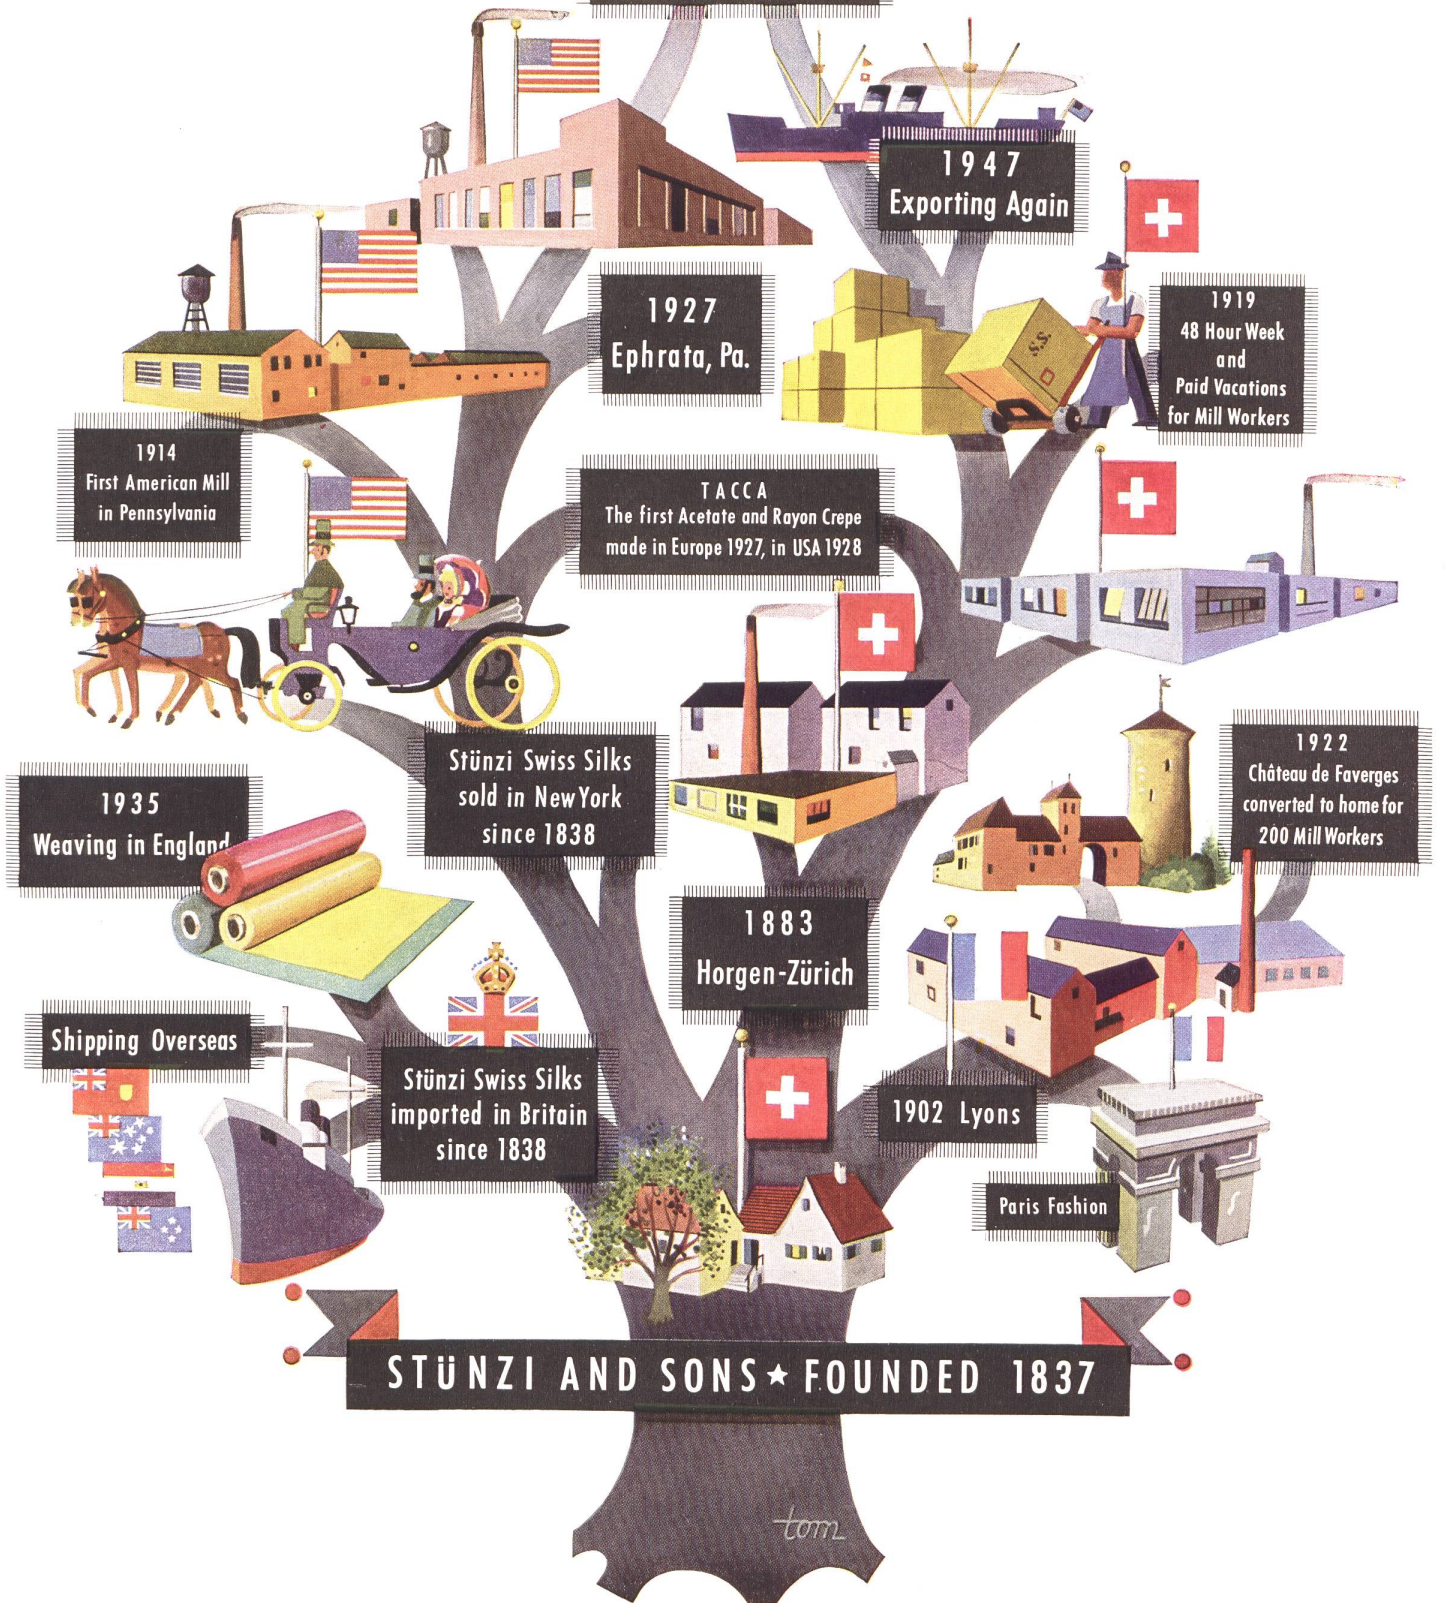 1947
Exporting Again
1927
Ephrata, Pa.
S.S.
1919
48 Hour Week
and
Paid Vacations
for Mill Workers
1914
First American Mill
in Pennsylvania
TACCA
The first Acetate and Rayon Crepe
made in Europe 1927, in USA 1928
Stünzi Swiss Silks
sold in New York
since 1838
1922
Château de Faverges
converted to home for
200 Mill Workers
1935
Weaving in England
1883
Horgen-Zürich
Shipping Overseas
Stünzi Swiss Silks
imported in Britain
since 1838
1902 Lyons
Paris Fashion
STÜNZI AND SONS ★ FOUNDED 1837
tom